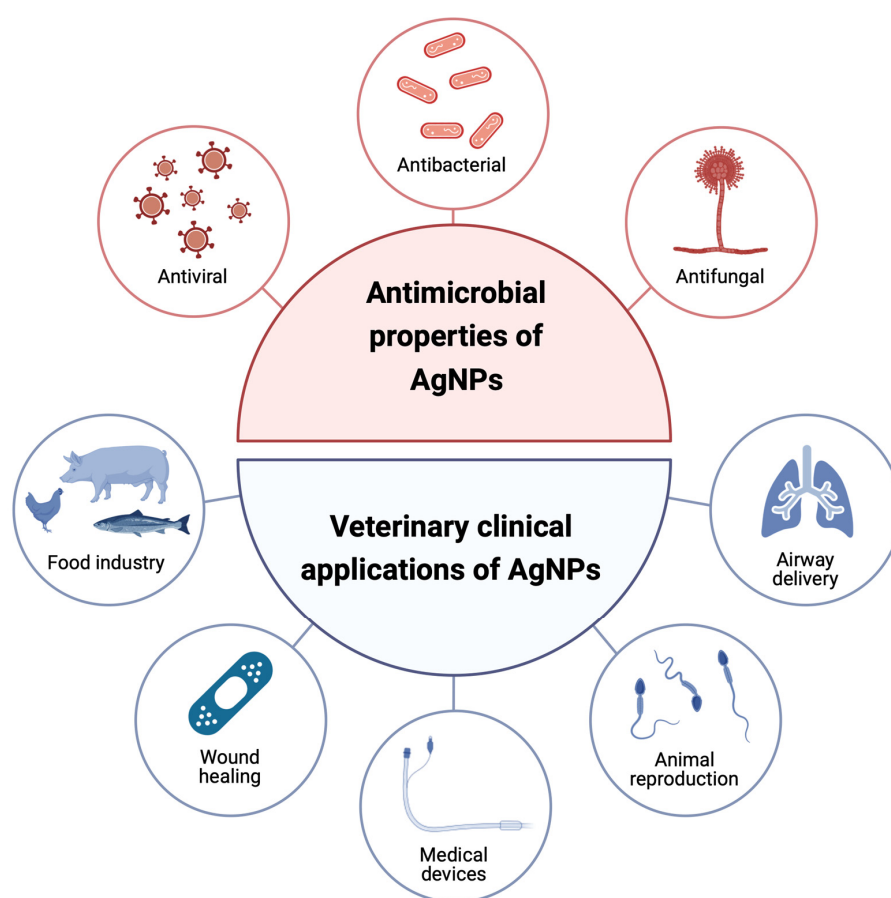 Antibacterial
Antiviral
Antifungal
Antimicrobial
properties of
AgNPs
Veterinary clinical
applications of AgNPs
Food industry
Airway
delivery
Wound
healing
Animal
reproduction
Medical
devices